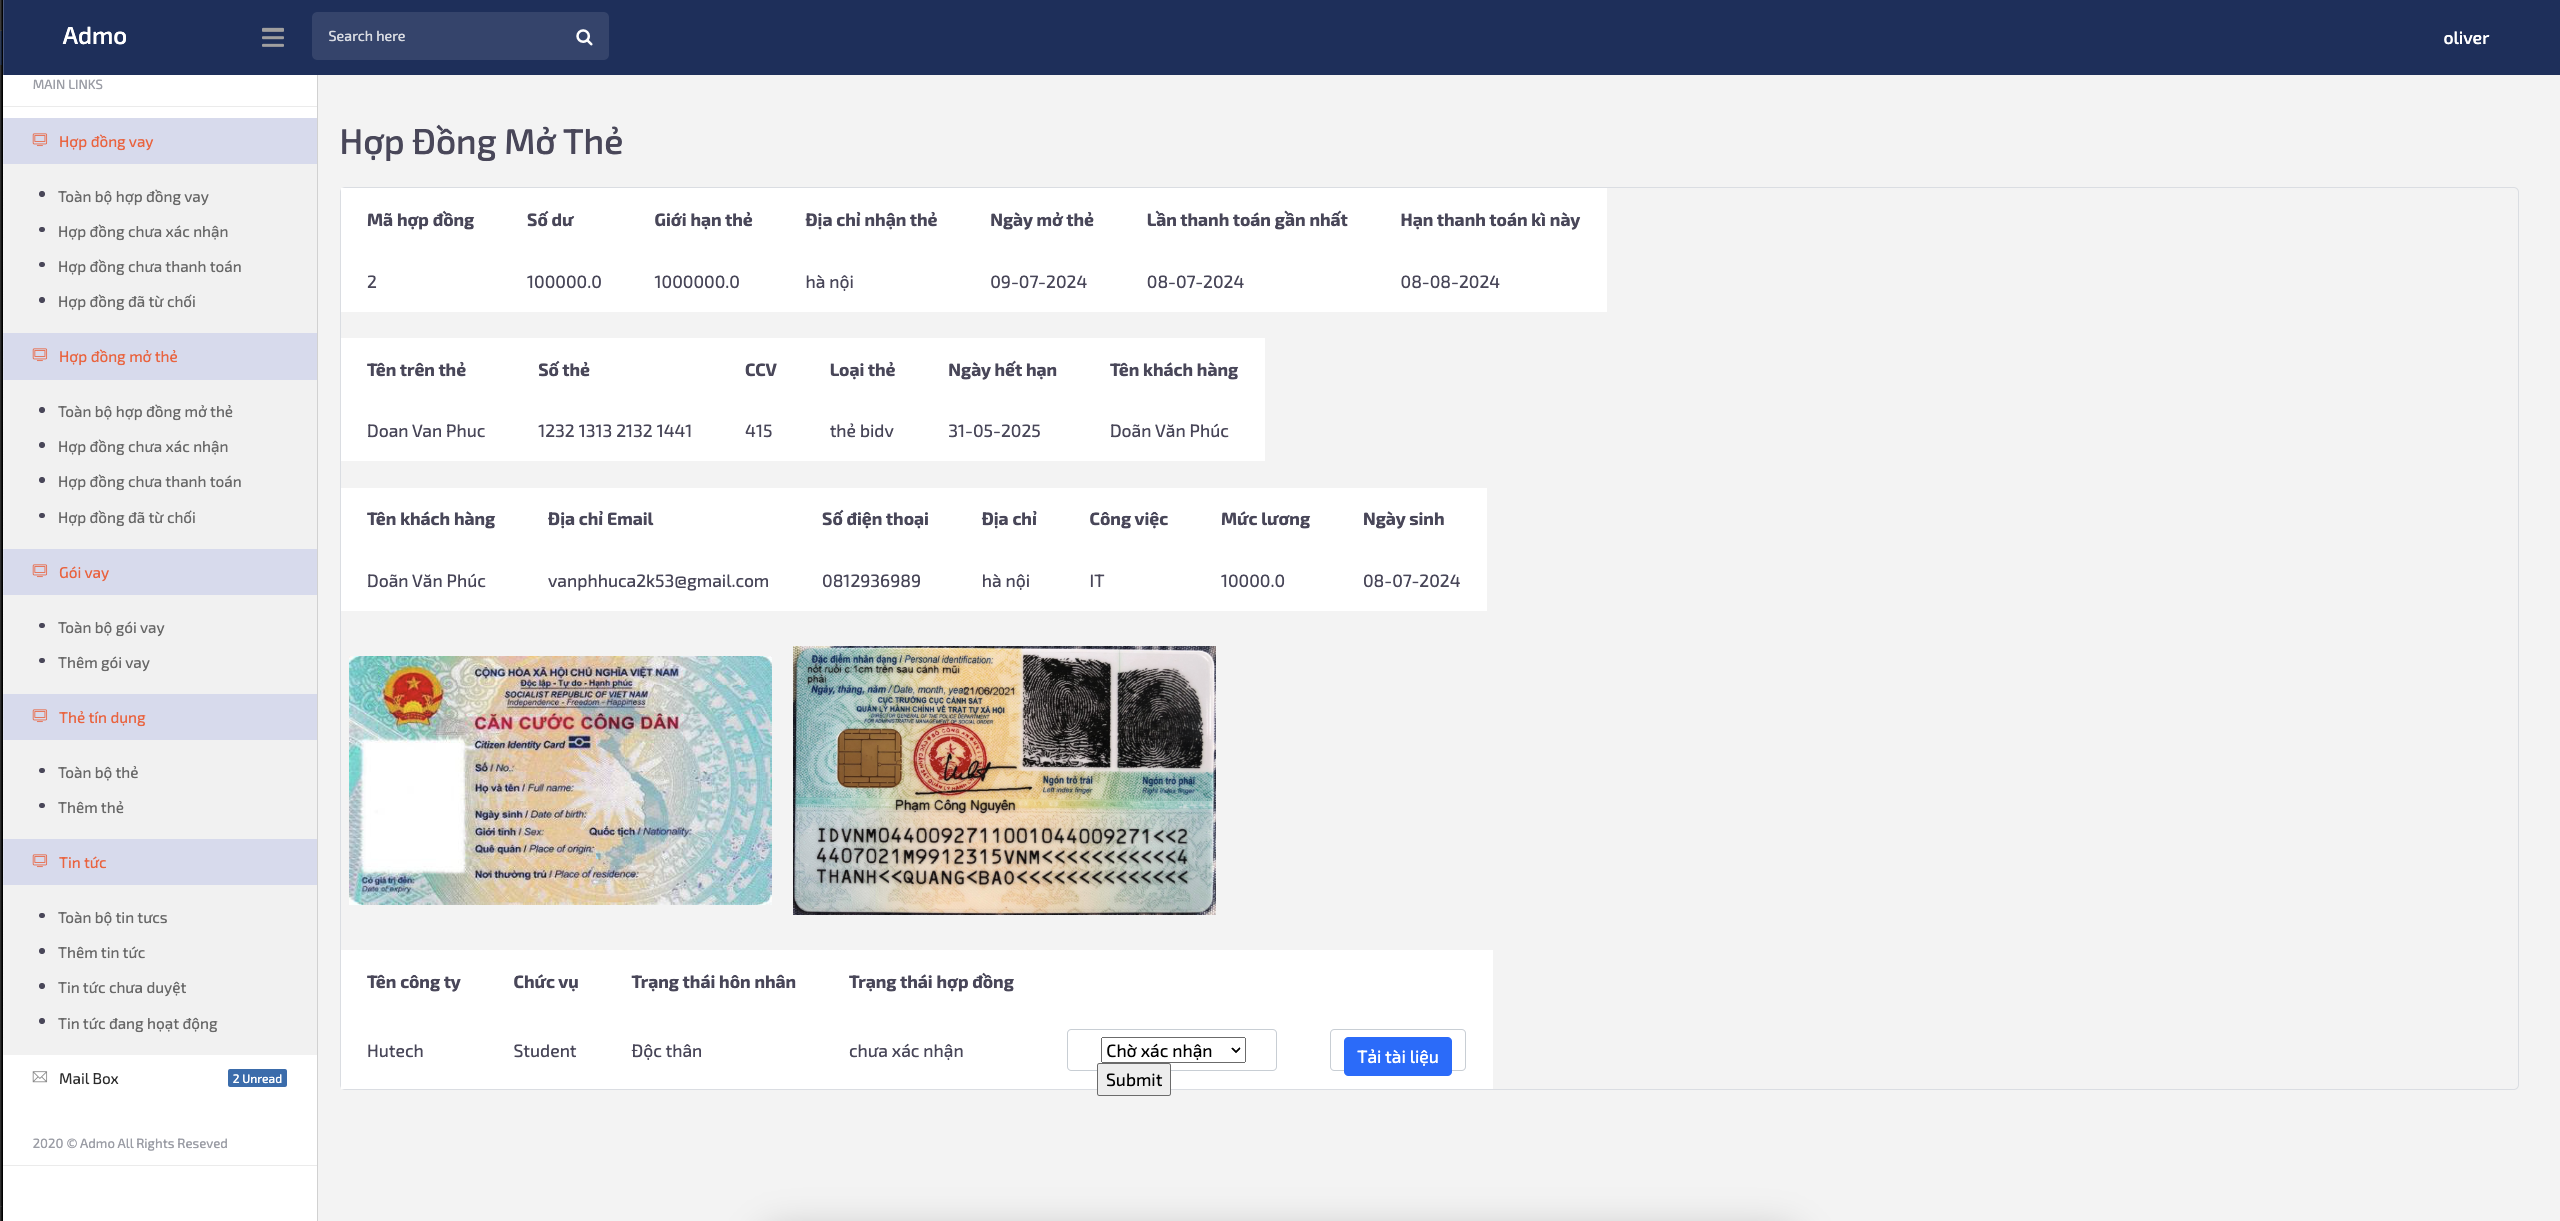 Admo
Search here
oliver
MAIN LINKS
Hợp đồng vay
Toàn bộ hợp đồng vay
Hợp đồng chưa xác nhận
Hợp đồng chưa thanh toán
Hợp đồng đã từ chối
Hợp đồng mở thẻ
Toàn bộ hợp đồng mở thẻ
Hợp đồng chưa xác nhận
Hợp đồng chưa thanh toán
Hợp đồng đã từ chối
Gói vay
Toàn bộ gói vay
Thêm gói vay
Thẻ tín dụng
Toàn bộ thẻ
Thêm thẻ
Tin tức
Toàn bộ tin tưcs
Thêm tin tức
Tin tức chưa duyệt
Tin tức đang hoạt động
Mail Box 2 Unread
2020 © Admo All Rights Reseved
Hợp Đồng Mở Thẻ
Mã hợp đồng Số dư Giới hạn thẻ Địa chỉ nhận thẻ Ngày mở thẻ Lần thanh toán gần nhất Hạn thanh toán kì này
2 100000.0 1000000.0 hà nội 09-07-2024 08-07-2024 08-08-2024
Tên trên thẻ Số thẻ CCV Loại thẻ Ngày hết hạn Tên khách hàng
Doan Van Phuc 1232 1313 2132 1441 415 thẻ bidv 31-05-2025 Doãn Văn Phúc
Tên khách hàng Địa chỉ Email Số điện thoại Địa chỉ Công việc Mức lương Ngày sinh
Doãn Văn Phúc vanphhuca2k53@gmail.com 0812936989 hà nội IT 10000.0 08-07-2024
CỘNG HÒA XÃ HỘI CHỦ NGHĨA VIỆT NAM
Độc lập - Tự do - Hạnh phúc
SOCIALIST REPUBLIC OF VIET NAM
Independence - Freedom - Happiness
CĂN CƯỚC CÔNG DÂN
Citizen Identity Card
Số / No.:
Họ và tên / Full name:
Ngày sinh / Date of birth:
Giới tính / Sex: Quốc tịch / Nationality:
Quê quán / Place of origin:
Nơi thường trú / Place of residence:
Có giá trị đến:
Date of expiry
Đặc điểm nhân dạng / Personal identification:
nốt ruồi c:1cm trên sau cánh mũi
phải
Ngày, tháng, năm / Date, month, year: 21/06/2021
CỤC TRƯỞNG CỤC CẢNH SÁT
QUẢN LÝ HÀNH CHÍNH VỀ TRẬT TỰ XÃ HỘI
DIRECTOR GENERAL OF THE POLICE DEPARTMENT
FOR ADMINISTRATIVE MANAGEMENT OF SOCIAL ORDER
Ngón trỏ trái
Left index finger
Ngón trỏ phải
Right index finger
Phạm Công Nguyên
IDVNM0440092711001044009271<<2
4407021M9912315VNM<<<<<<<<<<<4
THANH<<QUANG<BAO<<<<<<<<<<<<<<
Tên công ty Chức vụ Trạng thái hôn nhân Trạng thái hợp đồng
Hutech Student Độc thân chưa xác nhận Chờ xác nhận Tải tài liệu
Submit